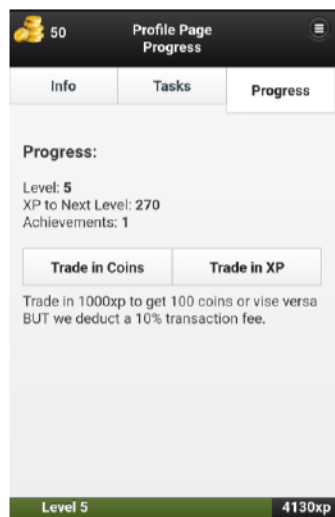 50
Profile Page
Progress
Info
Tasks
Progress
Progress:
Level: 5
XP to Next Level: 270
Achievements: 1
Trade in Coins
Trade in XP
Trade in 1000xp to get 100 coins or vise versa
BUT we deduct a 10% transaction fee.
Level 5
4130xp